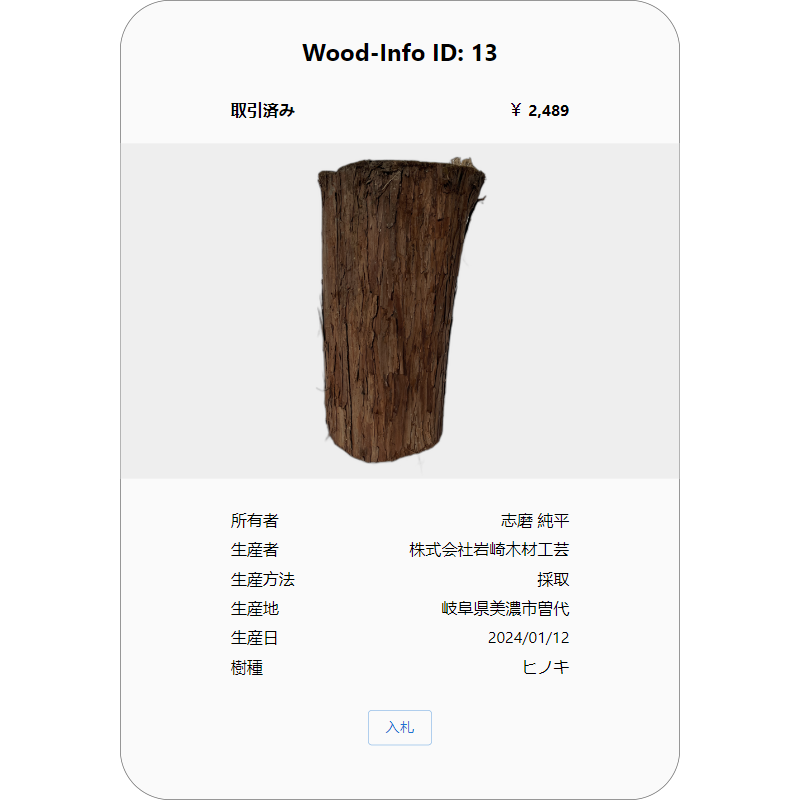 Wood-Info ID: 13
取引済み ￥ 2,489
所有者 志磨 純平
生産者 株式会社岩崎木材工芸
生産方法 採取
生産地 岐阜県美濃市曽代
生産日 2024/01/12
樹種 ヒノキ
入札